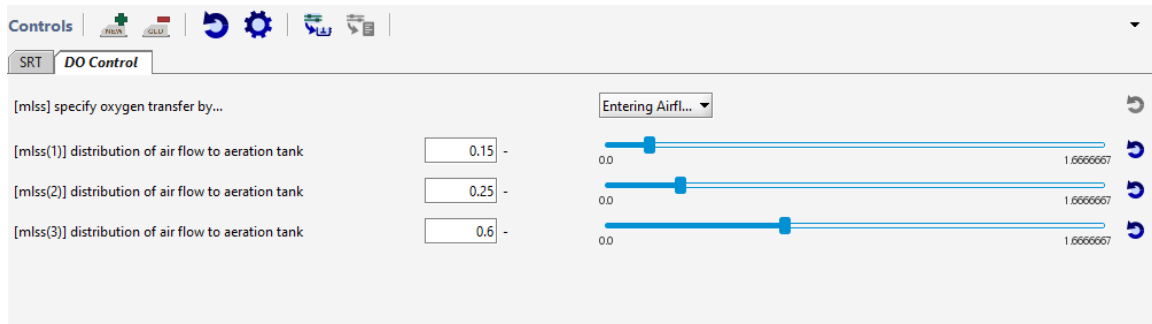 Controls NEW GLU
SRT DO Control
[mlss] specify oxygen transfer by... Entering Airfl...
[mlss(1)] distribution of air flow to aeration tank 0.15 -
0.0 1.6666667
[mlss(2)] distribution of air flow to aeration tank 0.25 -
0.0 1.6666667
[mlss(3)] distribution of air flow to aeration tank 0.6 -
0.0 1.6666667